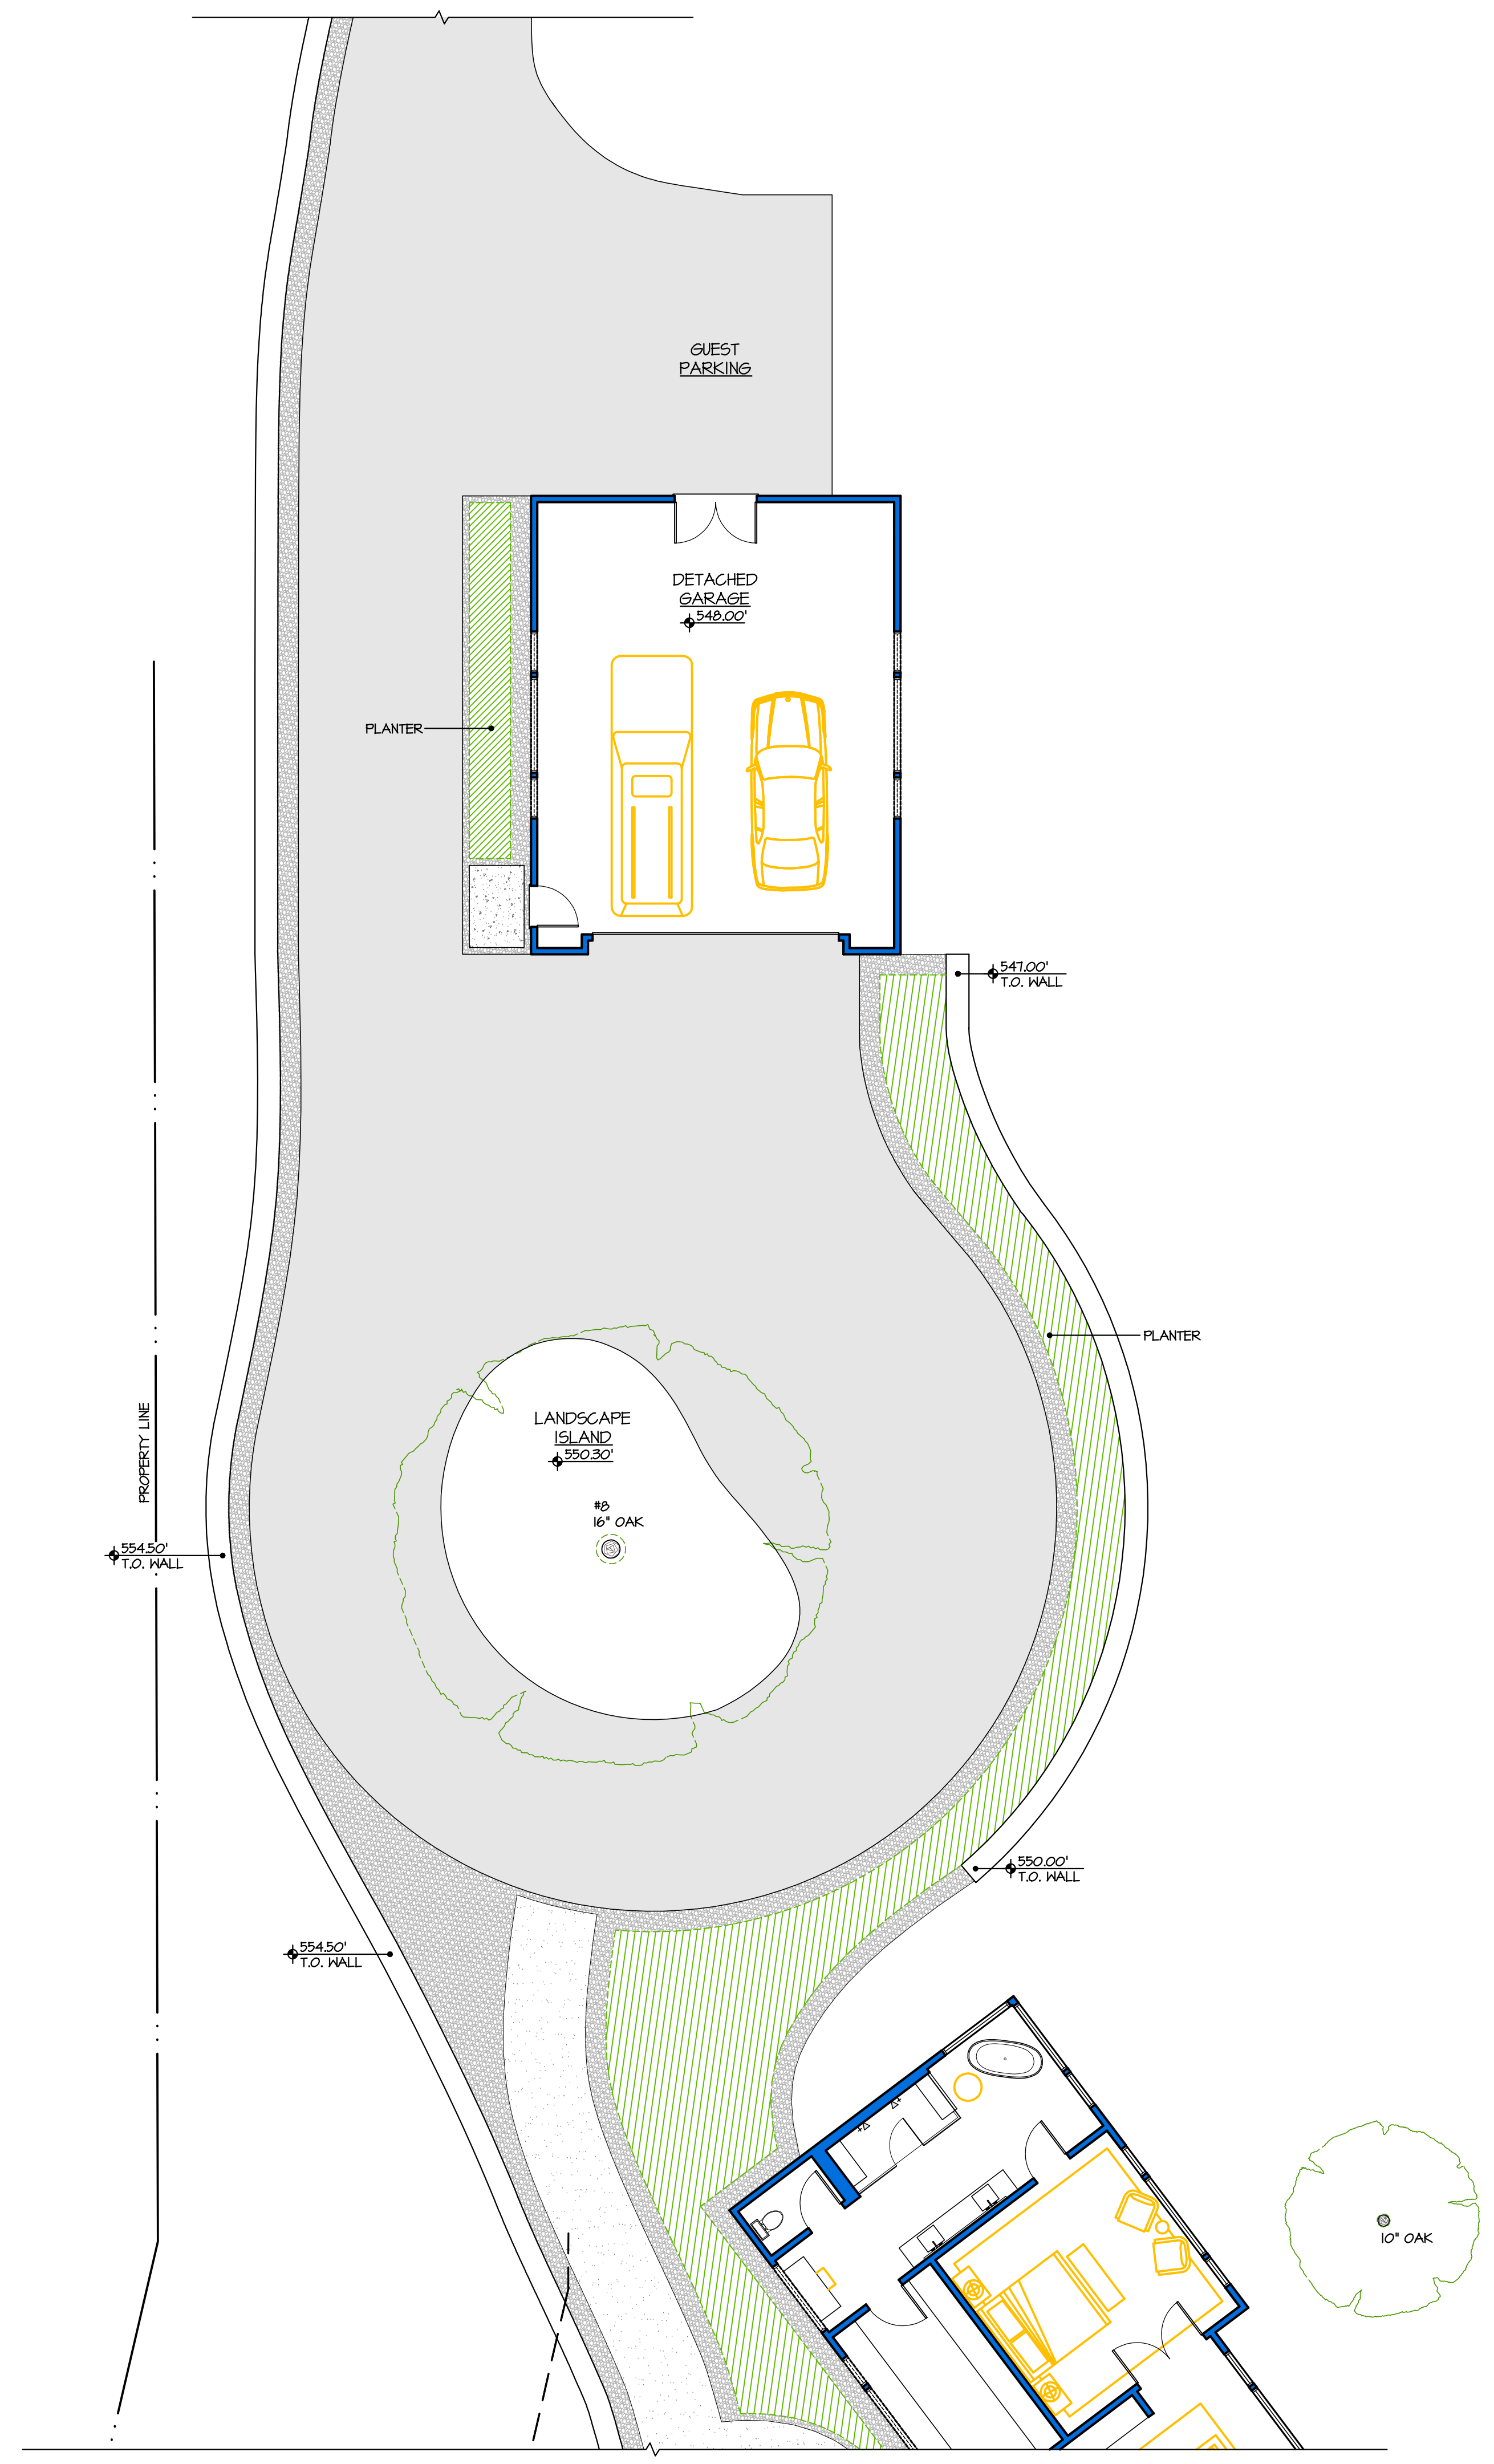 GUEST
PARKING
DETACHED
GARAGE
548.00'
PLANTER
547.00'
T.O. WALL
PLANTER
LANDSCAPE
ISLAND
550.30'
#8
16" OAK
PROPERTY LINE
554.50'
T.O. WALL
550.00'
T.O. WALL
554.50'
T.O. WALL
10" OAK